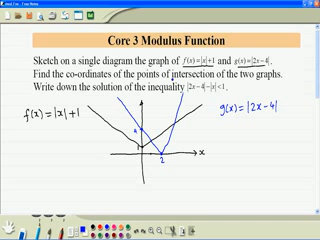 Core 3 Modulus Function
Sketch on a single diagram the graph of f(x)=|x|+1 and g(x)=|2x-4|.
Find the co-ordinates of the points of intersection of the two graphs.
Write down the solution of the inequality |2x-4|-|x|<1.
f(x) = |x| + 1
g(x) = |2x - 4|
4
1
2
x